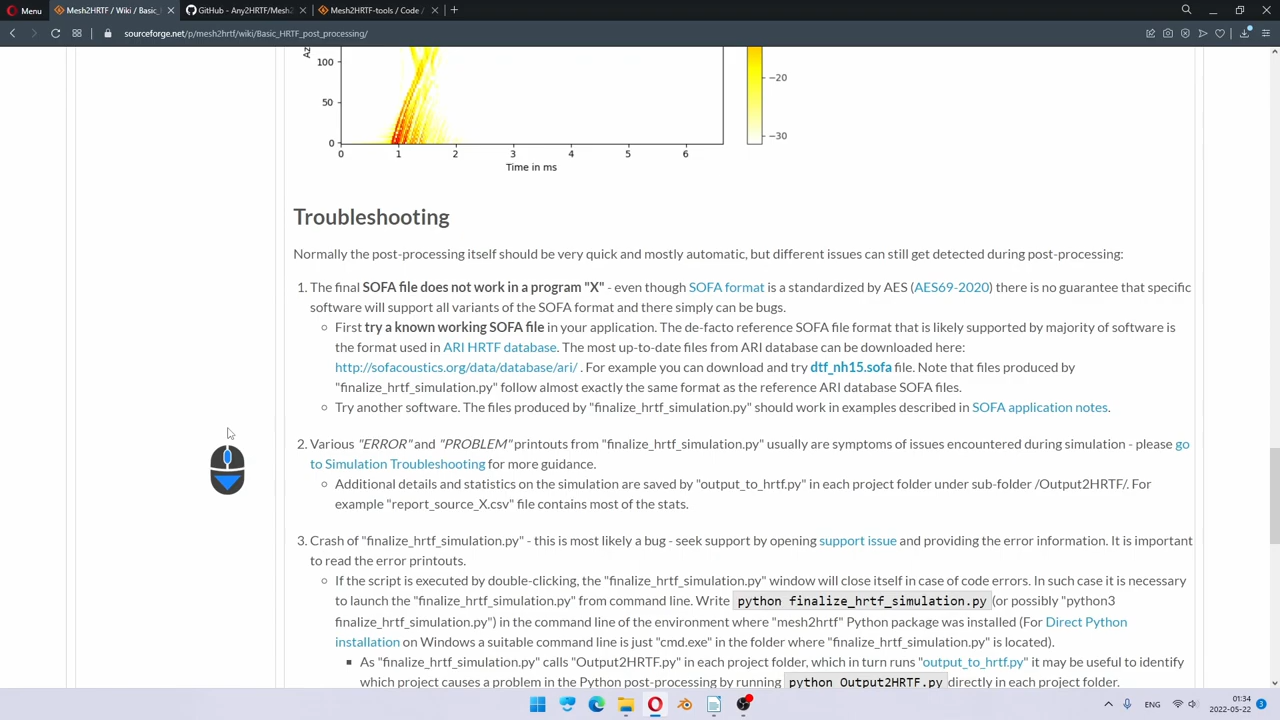 Menu
Mesh2HRTF / Wiki / Basic_
GitHub - Any2HRTF/Mesh2
Mesh2HRTF-tools / Code /
sourceforge.net/p/mesh2hrtf/wiki/Basic_HRTF_post_processing/
Az
100
50
0
0 1 2 3 4 5 6
Time in ms
−20
−30
Troubleshooting
Normally the post-processing itself should be very quick and mostly automatic, but different issues can still get detected during post-processing:
1. The final SOFA file does not work in a program "X" - even though SOFA format is a standardized by AES (AES69-2020) there is no guarantee that specific
software will support all variants of the SOFA format and there simply can be bugs.
First try a known working SOFA file in your application. The de-facto reference SOFA file format that is likely supported by majority of software is
the format used in ARI HRTF database. The most up-to-date files from ARI database can be downloaded here:
http://sofacoustics.org/data/database/ari/ . For example you can download and try dtf_nh15.sofa file. Note that files produced by
"finalize_hrtf_simulation.py" follow almost exactly the same format as the reference ARI database SOFA files.
Try another software. The files produced by "finalize_hrtf_simulation.py" should work in examples described in SOFA application notes.
2. Various "ERROR" and "PROBLEM" printouts from "finalize_hrtf_simulation.py" usually are symptoms of issues encountered during simulation - please go
to Simulation Troubleshooting for more guidance.
Additional details and statistics on the simulation are saved by "output_to_hrtf.py" in each project folder under sub-folder /Output2HRTF/. For
example "report_source_X.csv" file contains most of the stats.
3. Crash of "finalize_hrtf_simulation.py" - this is most likely a bug - seek support by opening support issue and providing the error information. It is important
to read the error printouts.
If the script is executed by double-clicking, the "finalize_hrtf_simulation.py" window will close itself in case of code errors. In such case it is necessary
to launch the "finalize_hrtf_simulation.py" from command line. Write python finalize_hrtf_simulation.py (or possibly "python3
finalize_hrtf_simulation.py") in the command line of the environment where "mesh2hrtf" Python package was installed (For Direct Python
installation on Windows a suitable command line is just "cmd.exe" in the folder where "finalize_hrtf_simulation.py" is located).
As "finalize_hrtf_simulation.py" calls "Output2HRTF.py" in each project folder, which in turn runs "output_to_hrtf.py" it may be useful to identify
which project causes a problem in the Python post-processing by running python Output2HRTF.py directly in each project folder.
ENG
01:34
2022-05-22
3